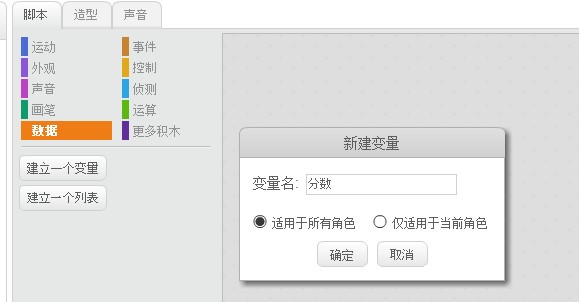 脚本 造型 声音
运动 事件
外观 控制
声音 侦测
画笔 运算
数据 更多积木
建立一个变量
建立一个列表
新建变量
变量名: 分数
适用于所有角色 仅适用于当前角色
确定 取消